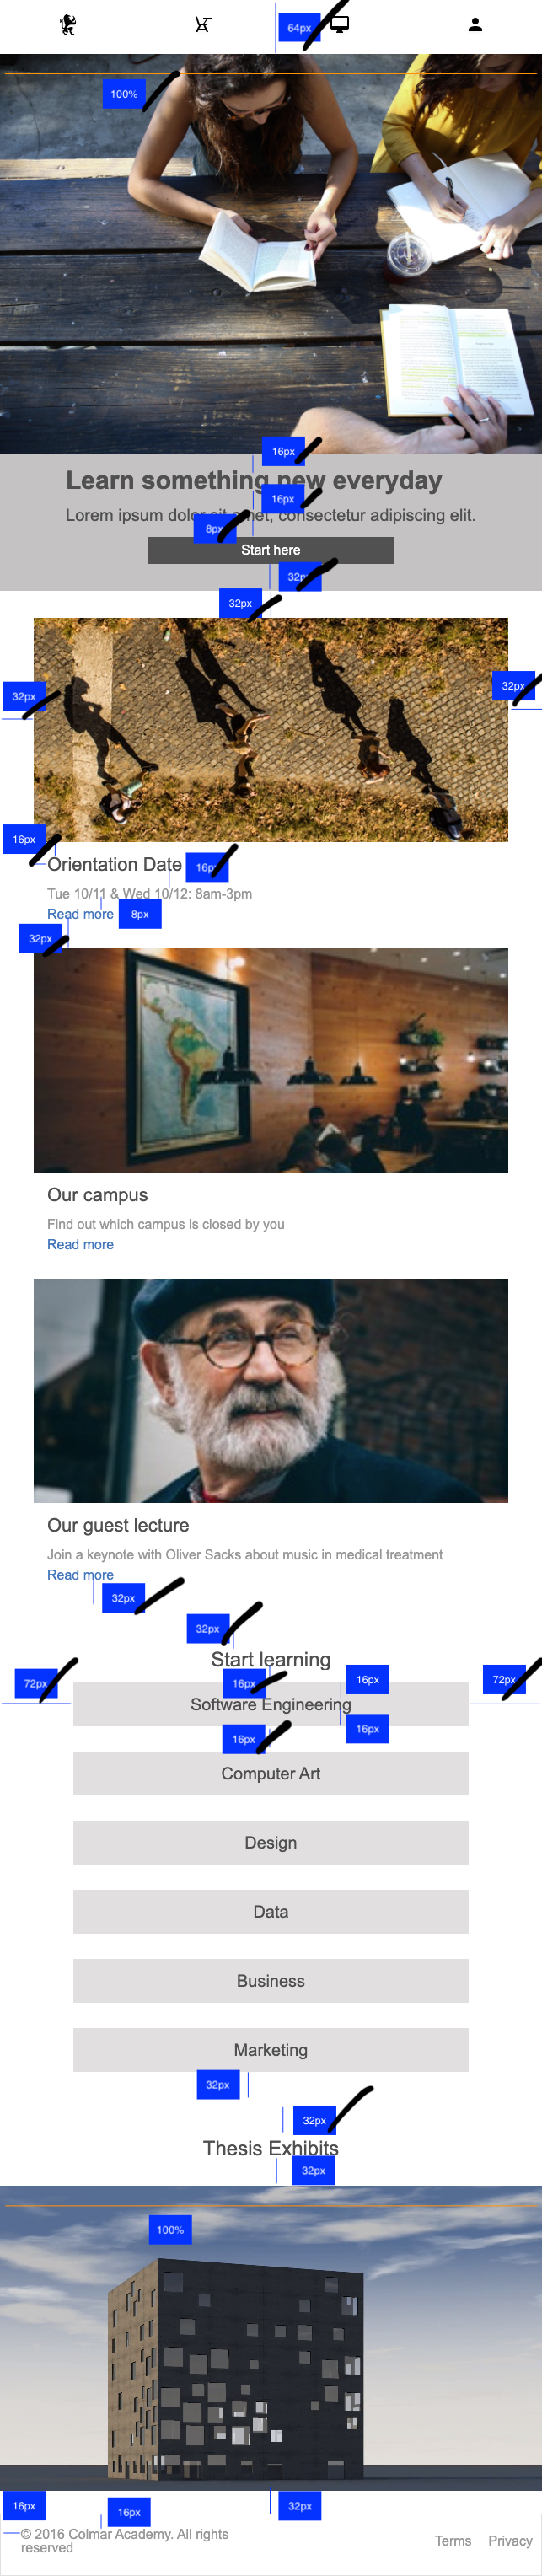 64px
100%
16px
Learn something new everyday
16px
Lorem ipsum dolor sit amet, consectetur adipiscing elit.
8px
Start here
32px
32px
32px
32px
16px
Orientation Date
16px
Tue 10/11 & Wed 10/12: 8am-3pm
Read more
8px
32px
Our campus
Find out which campus is closed by you
Read more
Our guest lecture
Join a keynote with Oliver Sacks about music in medical treatment
Read more
32px
32px
Start learning
72px
16px
16px
72px
Software Engineering
16px
16px
Computer Art
Design
Data
Business
Marketing
32px
32px
Thesis Exhibits
32px
100%
16px
16px
32px
© 2016 Colmar Academy. All rights
reserved
Terms
Privacy